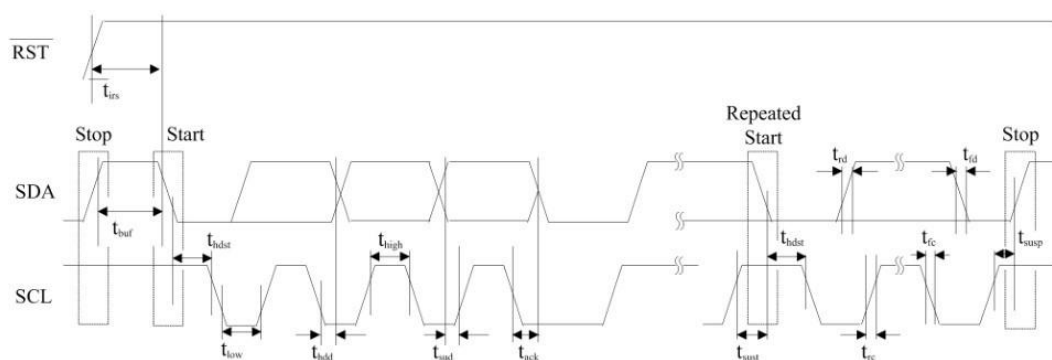 RST
t_irs
Stop Start
Repeated
Start
Stop
SDA
t_rd
t_fd
t_buf
t_hdst
t_high
t_hdst
t_fc
t_susp
SCL
t_low
t_hdd
t_sud
t_ack
t_sust
t_rc